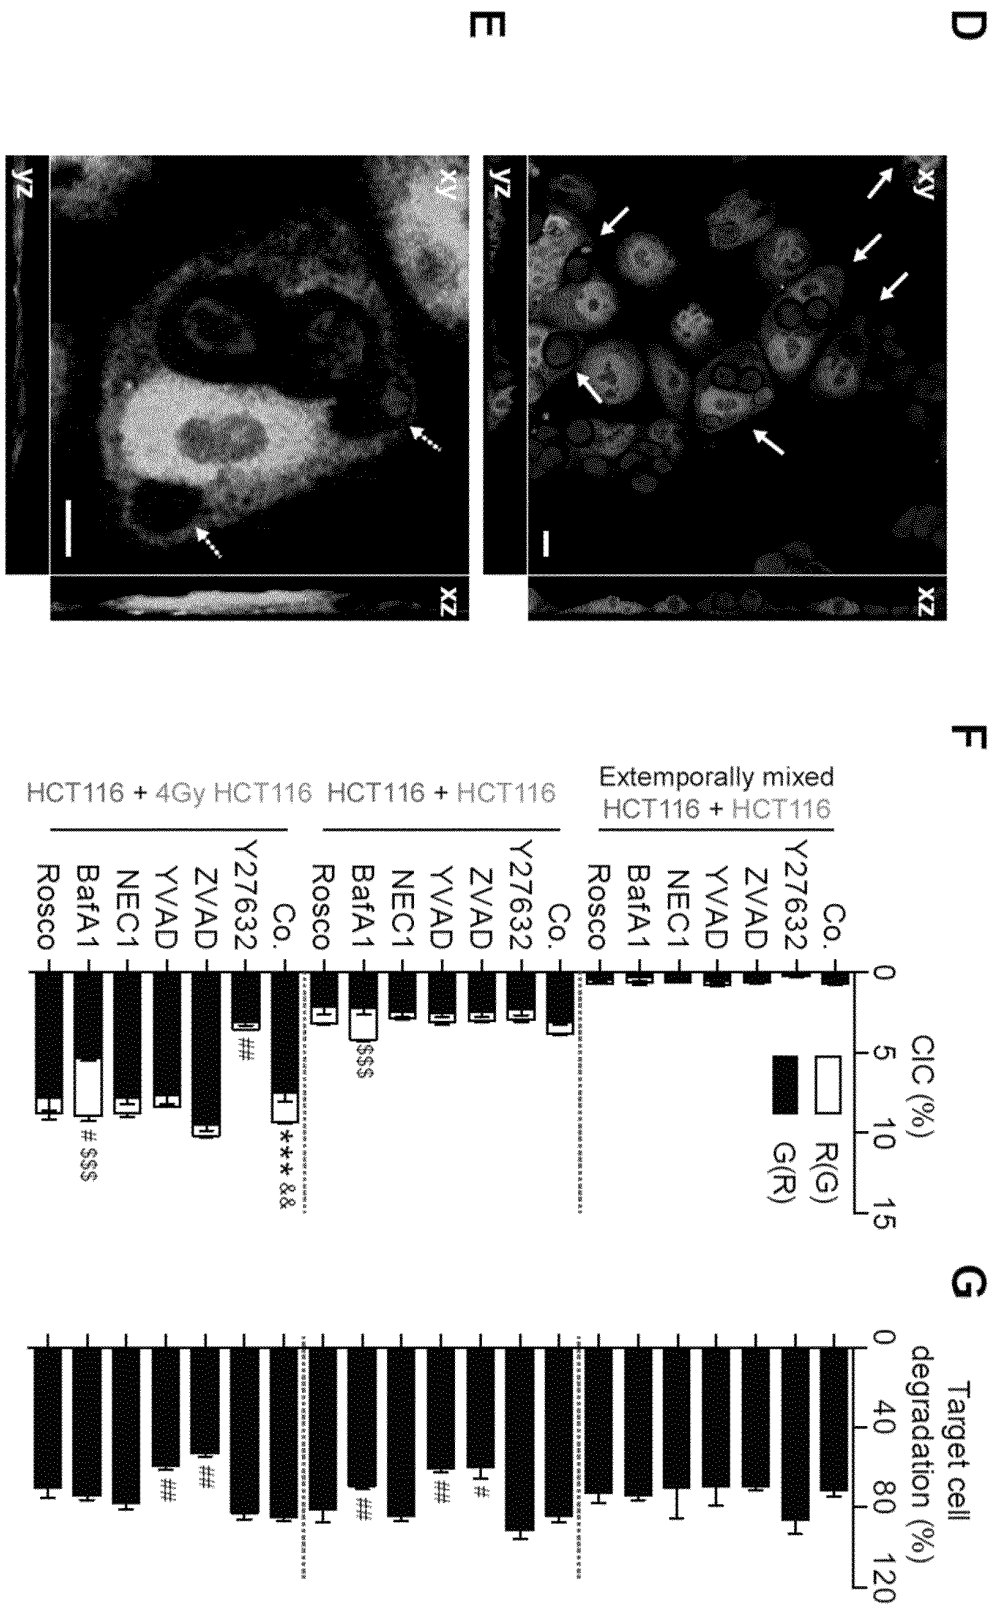 D
xy
xz
yz
E
xy
xz
yz
F
CIC (%)
0
5
10
15
R(G)
G(R)
Extemporally mixed
HCT116 + HCT116
Co.
Y27632
ZVAD
YVAD
NEC1
BafA1
Rosco
HCT116 + HCT116
Co.
Y27632
ZVAD
YVAD
NEC1
BafA1
$$$
Rosco
HCT116 + 4Gy HCT116
Co.
*** &&
Y27632
##
ZVAD
YVAD
NEC1
BafA1
# $$$
Rosco
G
Target cell
degradation (%)
0
40
80
120
#
##
##
##
##